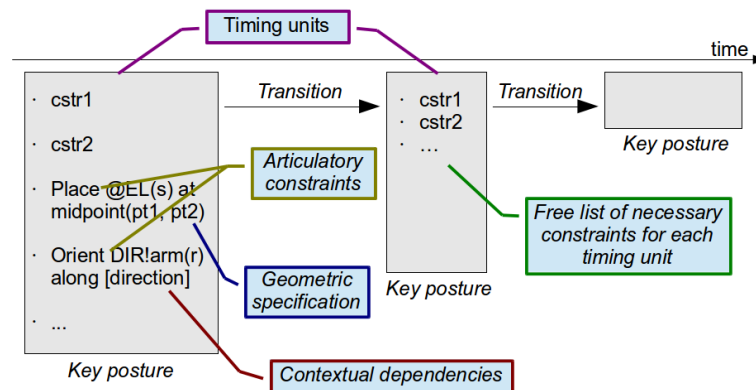 Timing units
time
· cstr1
· cstr2
· Place @EL(s) at
midpoint(pt1, pt2)
· Orient DIR!arm(r)
along [direction]
· ...
Key posture
Transition
Articulatory
constraints
Geometric
specification
Contextual dependencies
· cstr1
· cstr2
· ...
Key posture
Transition
Key posture
Free list of necessary
constraints for each
timing unit